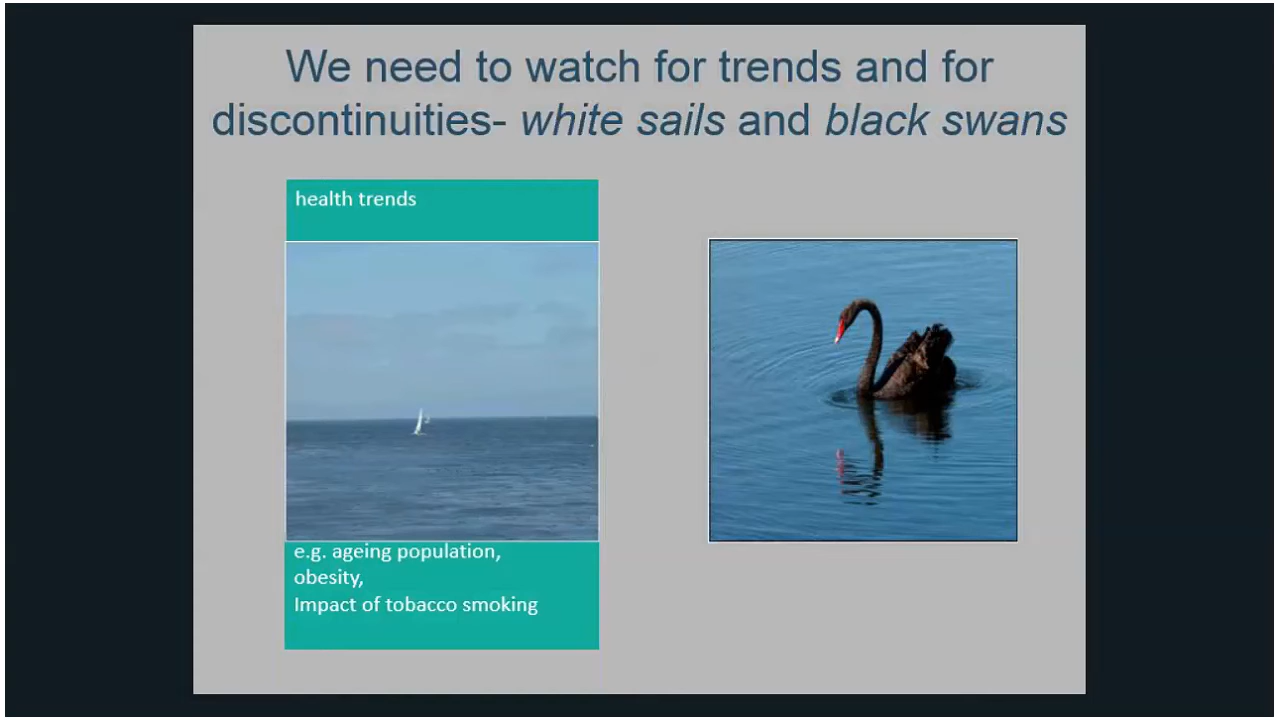 We need to watch for trends and for
discontinuities- white sails and black swans
health trends
e.g. ageing population,
obesity,
Impact of tobacco smoking